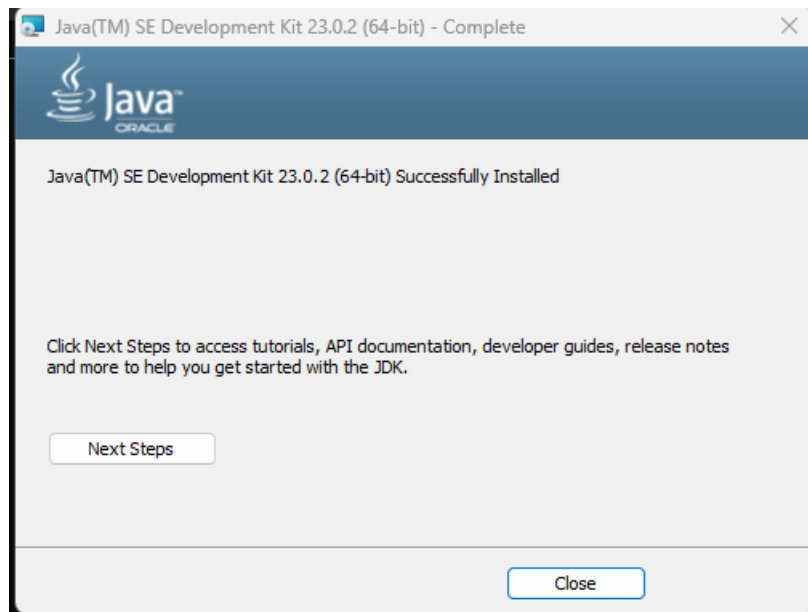 Java(TM) SE Development Kit 23.0.2 (64-bit) - Complete
Java™
ORACLE
Java(TM) SE Development Kit 23.0.2 (64-bit) Successfully Installed
Click Next Steps to access tutorials, API documentation, developer guides, release notes
and more to help you get started with the JDK.
Next Steps
Close